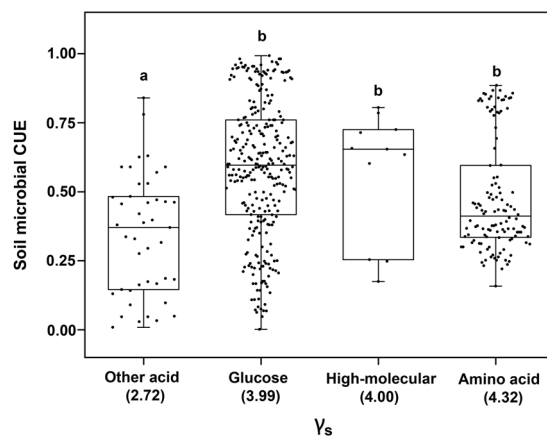 a
b
b
b
1.00
0.75
0.50
0.25
0.00
Soil microbial CUE
Other acid
(2.72)
Glucose
(3.99)
High-molecular
(4.00)
Amino acid
(4.32)
γs